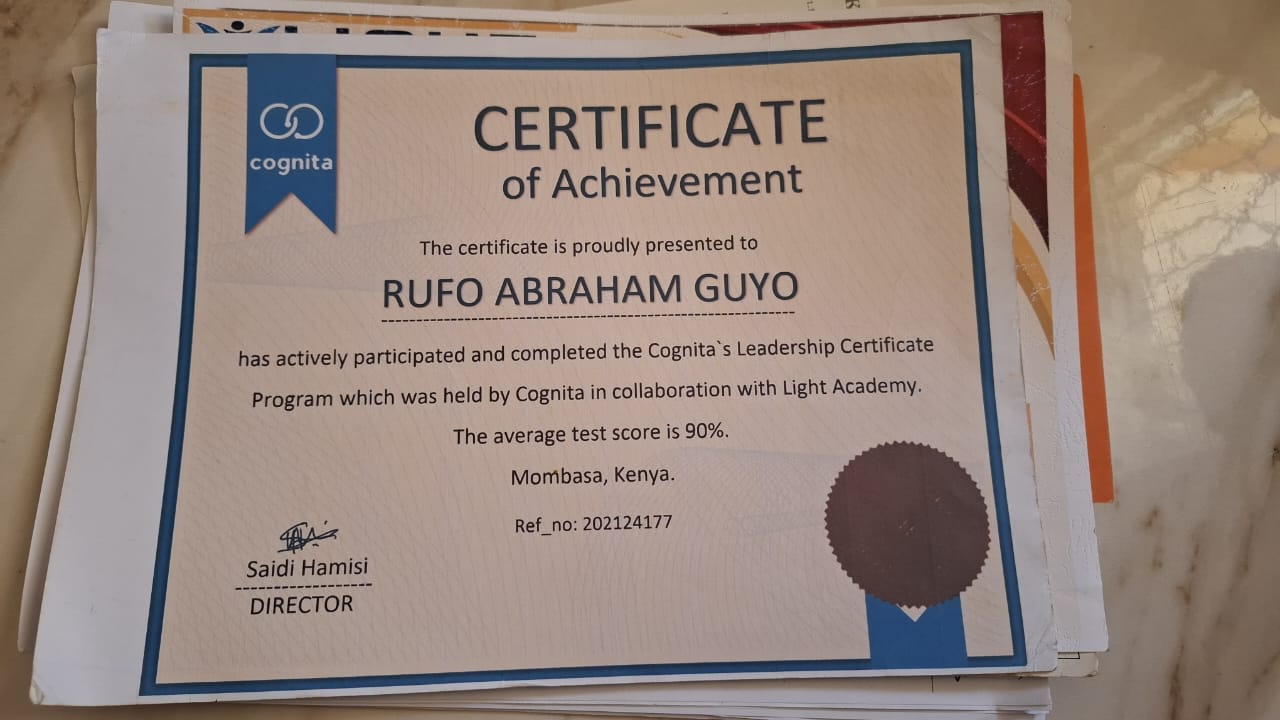 cognita
CERTIFICATE
of Achievement
The certificate is proudly presented to
RUFO ABRAHAM GUYO
has actively participated and completed the Cognita`s Leadership Certificate
Program which was held by Cognita in collaboration with Light Academy.
The average test score is 90%.
Mombasa, Kenya.
Ref_no: 202124177
Saidi Hamisi
DIRECTOR